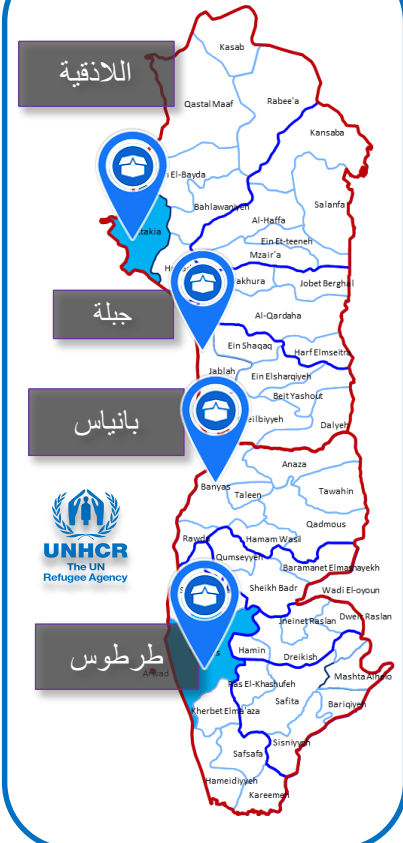 Kasab
اللاذقية
Qastal Maaf
Rabee'a
Kansaba
El-Bayda
Bahlawaniyeh
Salanfa
Al-Haffa
Ein Et-teeneh
Mzair'a
Jobet Berghal
جبلة
Al-Qardaha
Ein Shaqaq
Harf Elmseitra
Jablah
Ein Elsharqiyeh
Beit Yashout
بانياس
Dalyeh
Anaza
Banyas
Taleen
Tawahin
Qadmous
UNHCR
The UN
Refugee Agency
Hamam Wasil
Qumseyyeh
Baramanet Elmashayekh
Sheikh Badr
Wadi El-oyoun
Dweir Raslan
Jneinet Raslan
طرطوس
Hamin
Dreikish
Mashta Alhelo
Ras El-Khashufeh
Safita
Bariqiyeh
Kherbet Elma'aza
Sisniyyeh
Safsafa
Hameidiyyeh
Kareemeh